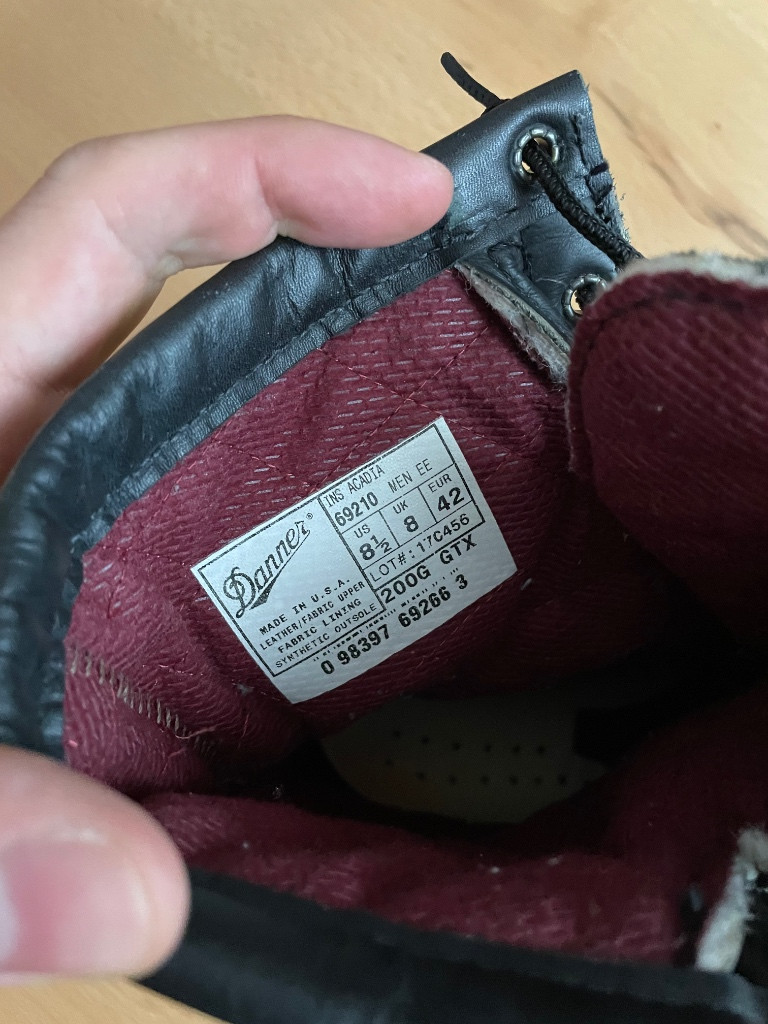 Danner®
MADE IN U.S.A.
LEATHER/FABRIC UPPER
FABRIC LINING
SYNTHETIC OUTSOLE
INS ACADIA
69210 MEN EE
US UK EUR
8½ 8 42
LOT#:17C456
200G GTX
0 98397 69266 3